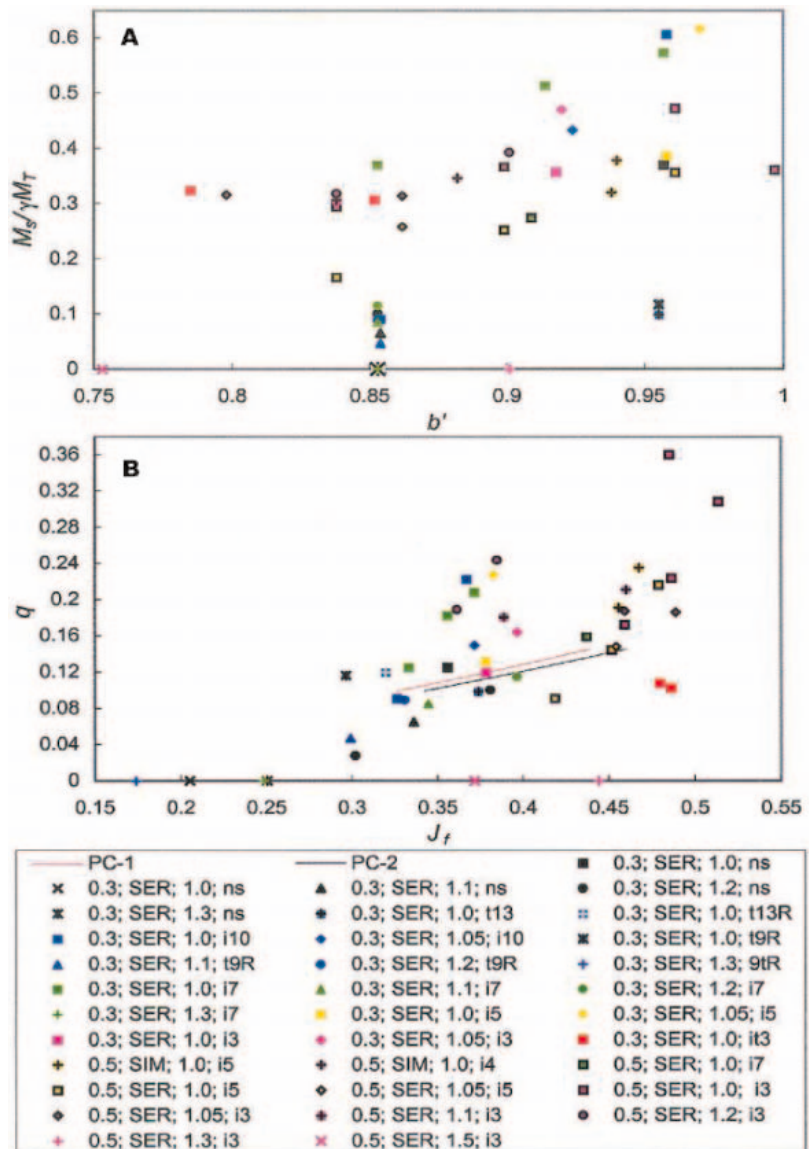 A
0.6
0.5
0.4
0.3
0.2
0.1
0
M_S/γM_T
0.75 0.8 0.85 0.9 0.95 1
b'
B
0.36
0.32
0.28
0.24
0.2
0.16
0.12
0.08
0.04
0
q
0.15 0.2 0.25 0.3 0.35 0.4 0.45 0.5 0.55
J_f
PC-1 PC-2 0.3; SER; 1.0; ns
0.3; SER; 1.0; ns 0.3; SER; 1.1; ns 0.3; SER; 1.2; ns
0.3; SER; 1.3; ns 0.3; SER; 1.0; t13 0.3; SER; 1.0; t13R
0.3; SER; 1.0; i10 0.3; SER; 1.05; i10 0.3; SER; 1.0; t9R
0.3; SER; 1.1; t9R 0.3; SER; 1.2; t9R 0.3; SER; 1.3; 9tR
0.3; SER; 1.0; i7 0.3; SER; 1.1; i7 0.3; SER; 1.2; i7
0.3; SER; 1.3; i7 0.3; SER; 1.0; i5 0.3; SER; 1.05; i5
0.3; SER; 1.0; i3 0.3; SER; 1.05; i3 0.3; SER; 1.0; it3
0.5; SIM; 1.0; i5 0.5; SIM; 1.0; i4 0.5; SER; 1.0; i7
0.5; SER; 1.0; i5 0.5; SER; 1.05; i5 0.5; SER; 1.0; i3
0.5; SER; 1.05; i3 0.5; SER; 1.1; i3 0.5; SER; 1.2; i3
0.5; SER; 1.3; i3 0.5; SER; 1.5; i3